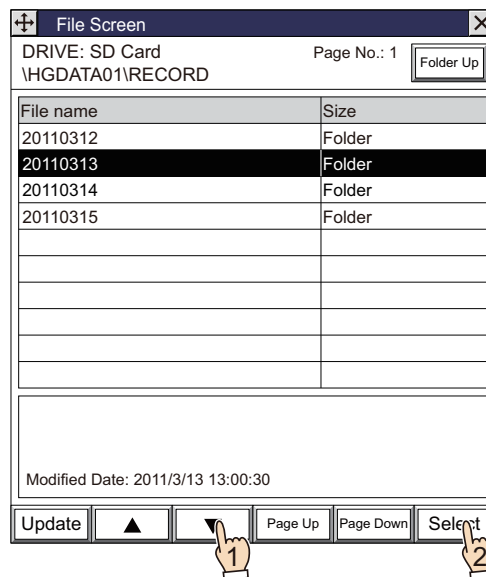 File Screen
DRIVE: SD Card Page No.: 1 Folder Up
\HGDATA01\RECORD
File name Size
20110312 Folder
20110313 Folder
20110314 Folder
20110315 Folder
Modified Date: 2011/3/13 13:00:30
Update ▲ ▼ Page Up Page Down Select
1 2